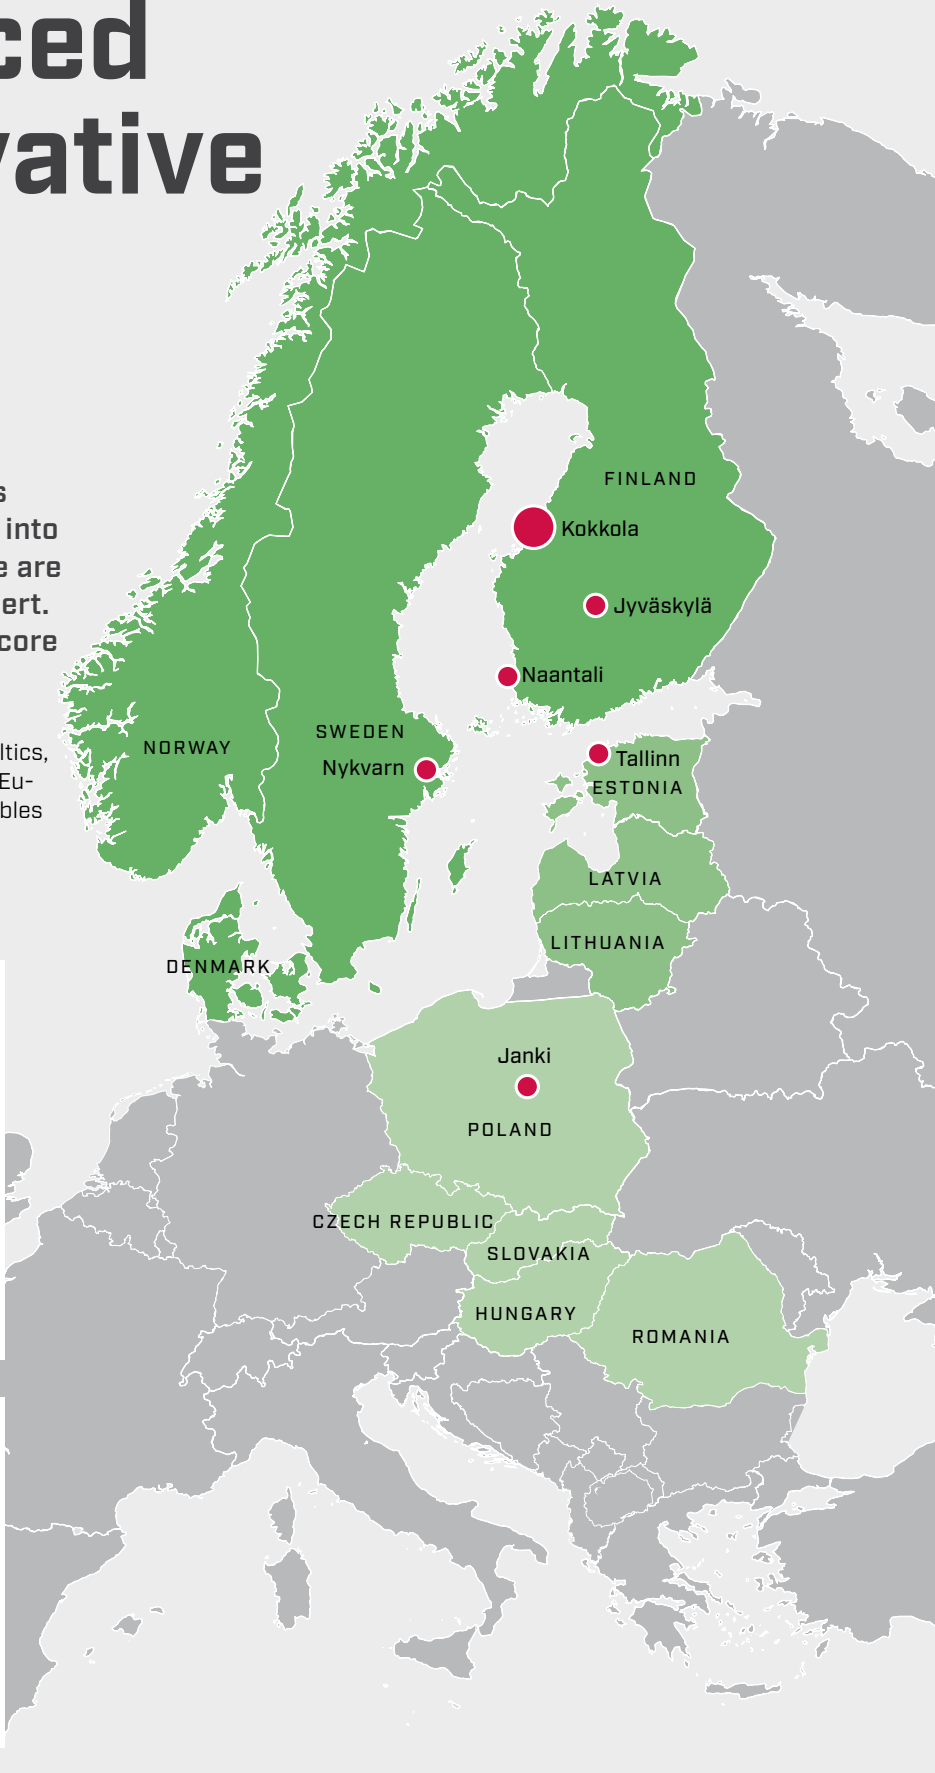 ced
vative
s
into
e are
ert.
core
ltics,
Eu-
bles
FINLAND
Kokkola
Jyväskylä
Naantali
SWEDEN
NORWAY
Nykvarn
Tallinn
ESTONIA
LATVIA
LITHUANIA
DENMARK
Janki
POLAND
CZECH REPUBLIC
SLOVAKIA
HUNGARY
ROMANIA